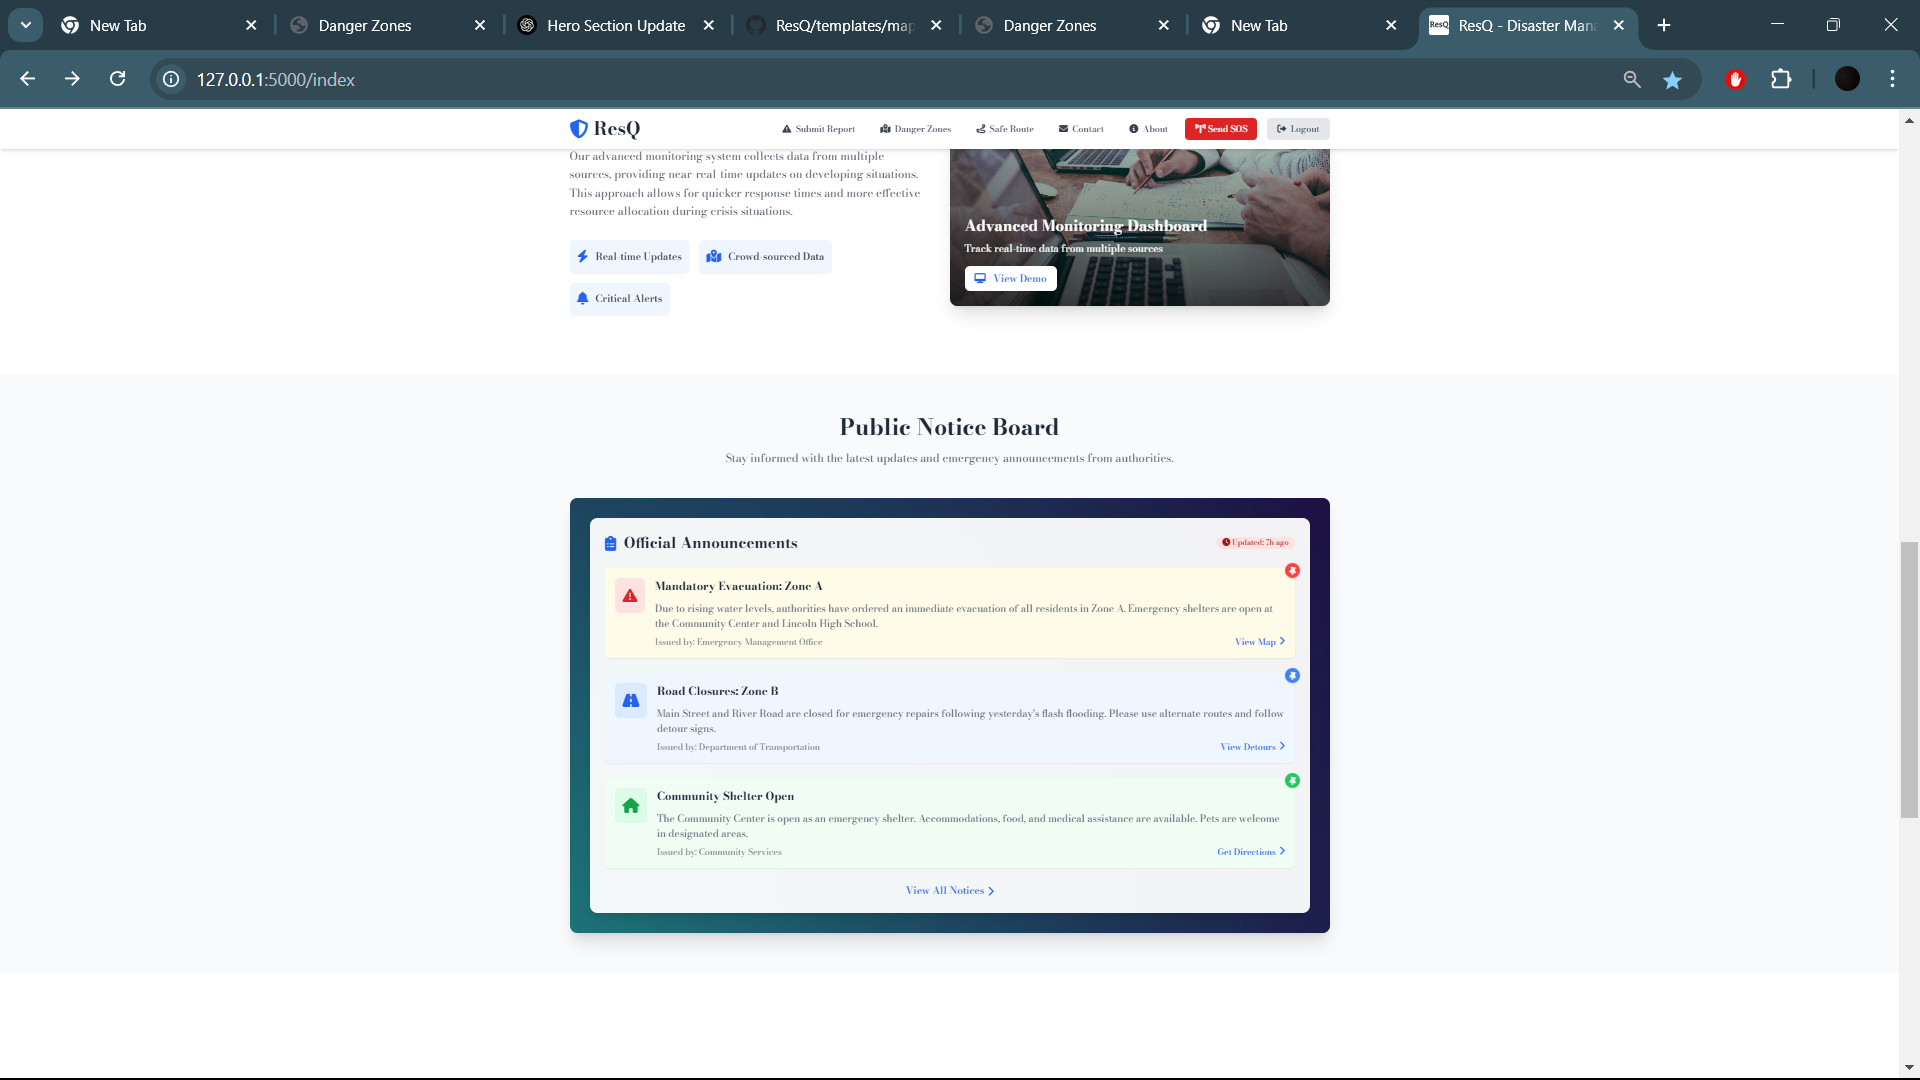 New Tab
Danger Zones
Hero Section Update
ResQ/templates/map
Danger Zones
New Tab
ResQ - Disaster Man
127.0.0.1:5000/index
ResQ
Submit Report
Danger Zones
Safe Route
Contact
About
Send SOS
Logout
Our advanced monitoring system collects data from multiple
sources, providing near real-time updates on developing situations.
This approach allows for quicker response times and more effective
resource allocation during crisis situations.
Real-time Updates
Crowd-sourced Data
Critical Alerts
Advanced Monitoring Dashboard
Track real-time data from multiple sources
View Demo
Public Notice Board
Stay informed with the latest updates and emergency announcements from authorities.
Official Announcements
Updated: 7h ago
Mandatory Evacuation: Zone A
Due to rising water levels, authorities have ordered an immediate evacuation of all residents in Zone A. Emergency shelters are open at
the Community Center and Lincoln High School.
Issued by: Emergency Management Office
View Map
Road Closures: Zone B
Main Street and River Road are closed for emergency repairs following yesterday's flash flooding. Please use alternate routes and follow
detour signs.
Issued by: Department of Transportation
View Detours
Community Shelter Open
The Community Center is open as an emergency shelter. Accommodations, food, and medical assistance are available. Pets are welcome
in designated areas.
Issued by: Community Services
Get Directions
View All Notices